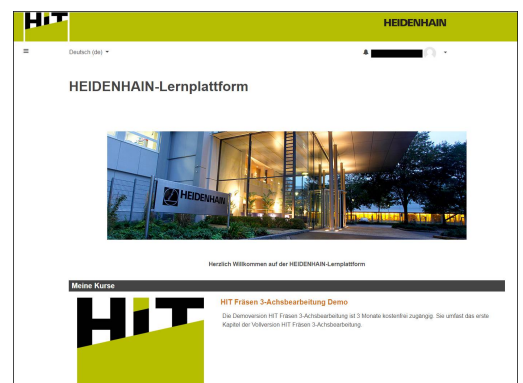 HiT
HEIDENHAIN
Deutsch (de)
HEIDENHAIN-Lernplattform
HEIDENHAIN
Herzlich Willkommen auf der HEIDENHAIN-Lernplattform
Meine Kurse
HiT
HIT Fräsen 3-Achsbearbeitung Demo
Die Demoversion HIT Fräsen 3-Achsbearbeitung ist 3 Monate kostenfrei zugängig. Sie umfast das erste
Kapitel der Vollversion HIT Fräsen 3-Achsbearbeitung.